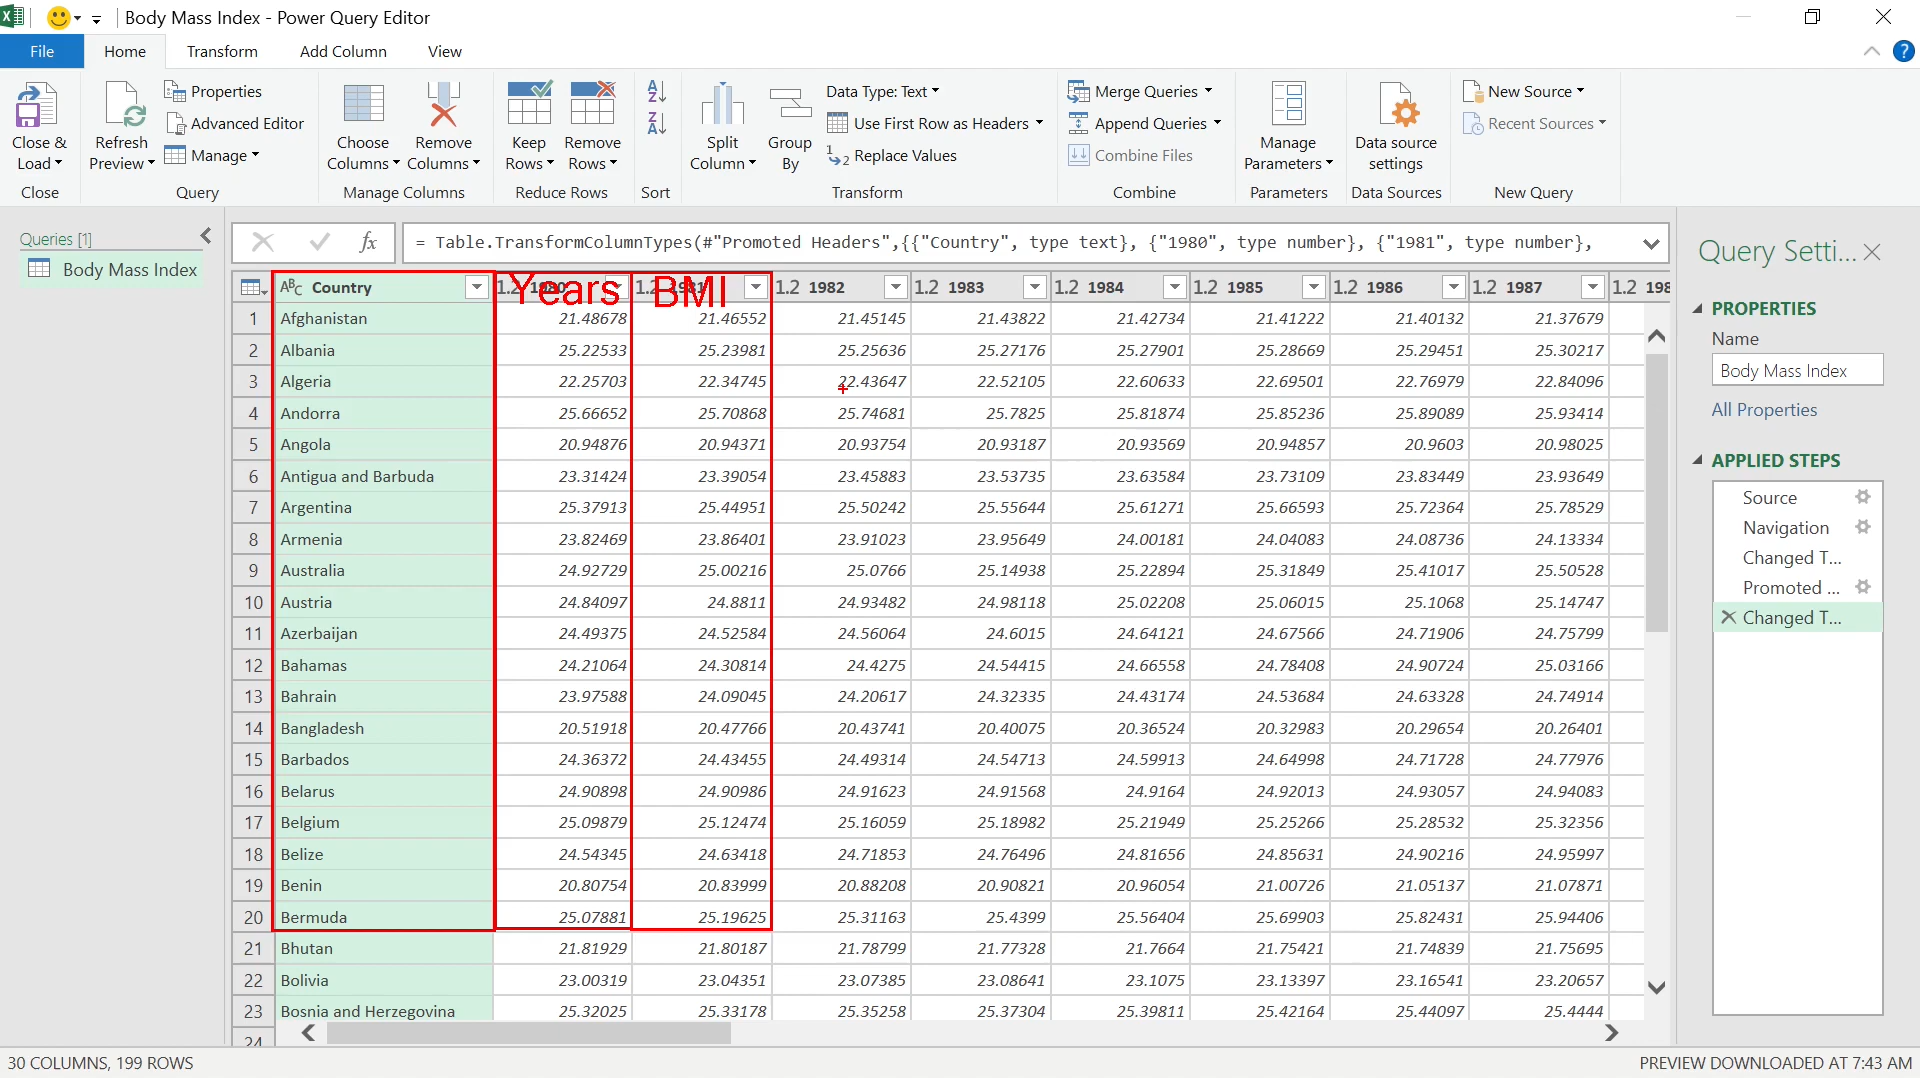 Body Mass Index - Power Query Editor
File Home Transform Add Column View
Close & Load
Refresh Preview
Properties
Advanced Editor
Manage
Choose Columns
Remove Columns
Keep Rows
Remove Rows
A Z
Z A
Split Column
Group By
Data Type: Text
Use First Row as Headers
1 2 Replace Values
Merge Queries
Append Queries
Combine Files
Manage Parameters
Data source settings
New Source
Recent Sources
Close Query Manage Columns Reduce Rows Sort Transform Combine Parameters Data Sources New Query
Queries [1]
Body Mass Index
fx = Table.TransformColumnTypes(#"Promoted Headers",{{"Country", type text}, {"1980", type number}, {"1981", type number},
ABC Country 1.2 1980 1.2 1981 1.2 1982 1.2 1983 1.2 1984 1.2 1985 1.2 1986 1.2 1987 1.2 198
Years BMI
1 Afghanistan 21.48678 21.46552 21.45145 21.43822 21.42734 21.41222 21.40132 21.37679
2 Albania 25.22533 25.23981 25.25636 25.27176 25.27901 25.28669 25.29451 25.30217
3 Algeria 22.25703 22.34745 22.43647 22.52105 22.60633 22.69501 22.76979 22.84096
4 Andorra 25.66652 25.70868 25.74681 25.7825 25.81874 25.85236 25.89089 25.93414
5 Angola 20.94876 20.94371 20.93754 20.93187 20.93569 20.94857 20.9603 20.98025
6 Antigua and Barbuda 23.31424 23.39054 23.45883 23.53735 23.63584 23.73109 23.83449 23.93649
7 Argentina 25.37913 25.44951 25.50242 25.55644 25.61271 25.66593 25.72364 25.78529
8 Armenia 23.82469 23.86401 23.91023 23.95649 24.00181 24.04083 24.08736 24.13334
9 Australia 24.92729 25.00216 25.0766 25.14938 25.22894 25.31849 25.41017 25.50528
10 Austria 24.84097 24.8811 24.93482 24.98118 25.02208 25.06015 25.1068 25.14747
11 Azerbaijan 24.49375 24.52584 24.56064 24.6015 24.64121 24.67566 24.71906 24.75799
12 Bahamas 24.21064 24.30814 24.4275 24.54415 24.66558 24.78408 24.90724 25.03166
13 Bahrain 23.97588 24.09045 24.20617 24.32335 24.43174 24.53684 24.63328 24.74914
14 Bangladesh 20.51918 20.47766 20.43741 20.40075 20.36524 20.32983 20.29654 20.26401
15 Barbados 24.36372 24.43455 24.49314 24.54713 24.59913 24.64998 24.71728 24.77976
16 Belarus 24.90898 24.90986 24.91623 24.91568 24.9164 24.92013 24.93057 24.94083
17 Belgium 25.09879 25.12474 25.16059 25.18982 25.21949 25.25266 25.28532 25.32356
18 Belize 24.54345 24.63418 24.71853 24.76496 24.81656 24.85631 24.90216 24.95997
19 Benin 20.80754 20.83999 20.88208 20.90821 20.96054 21.00726 21.05137 21.07871
20 Bermuda 25.07881 25.19625 25.31163 25.4399 25.56404 25.69903 25.82431 25.94406
21 Bhutan 21.81929 21.80187 21.78799 21.77328 21.7664 21.75421 21.74839 21.75695
22 Bolivia 23.00319 23.04351 23.07385 23.08641 23.1075 23.13397 23.16541 23.20657
23 Bosnia and Herzegovina 25.32025 25.33178 25.35258 25.37304 25.39811 25.42164 25.44097 25.4444
24
Query Setti...
PROPERTIES
Name
Body Mass Index
All Properties
APPLIED STEPS
Source
Navigation
Changed T...
Promoted ...
Changed T...
30 COLUMNS, 199 ROWS
PREVIEW DOWNLOADED AT 7:43 AM